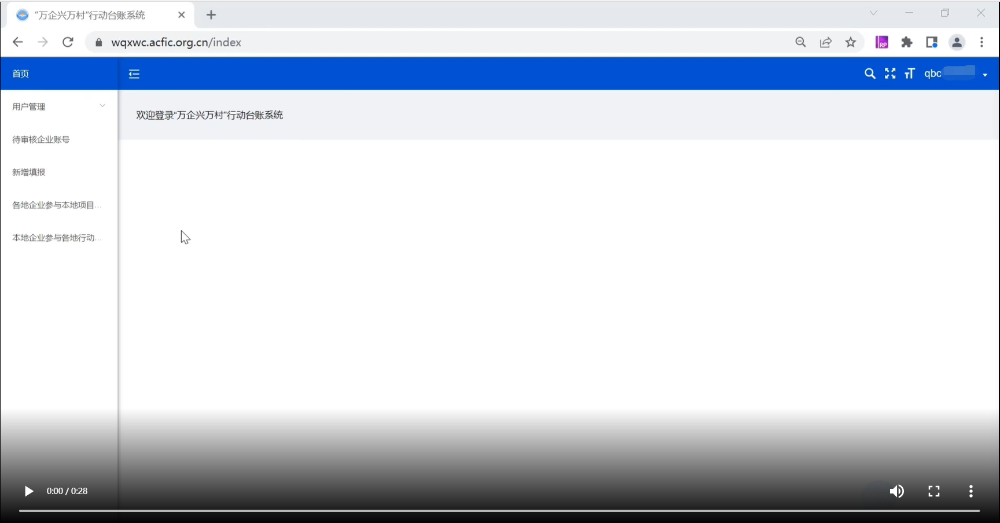 “万企兴万村”行动台账系统
wqxwc.acfic.org.cn/index
RP
首页
qbc
用户管理
欢迎登录“万企兴万村”行动台账系统
待审核企业账号
新增填报
各地企业参与本地项目...
本地企业参与各地行动...
0:00 / 0:28